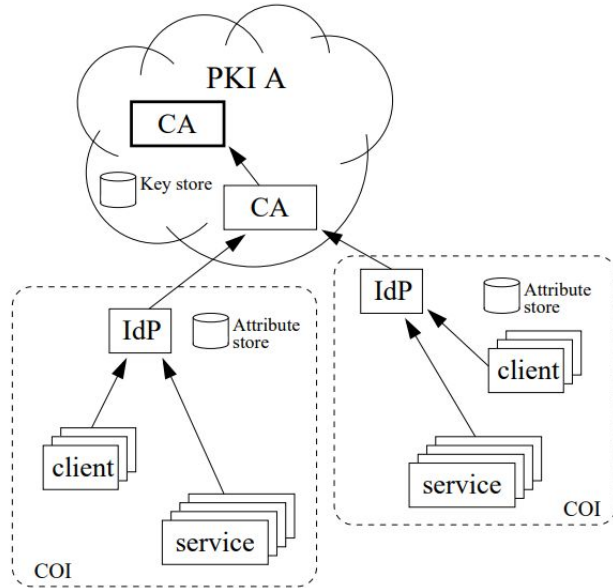 PKI A
CA
Key store
CA
IdP
Attribute
store
client
service
COI
IdP
Attribute
store
client
service
COI